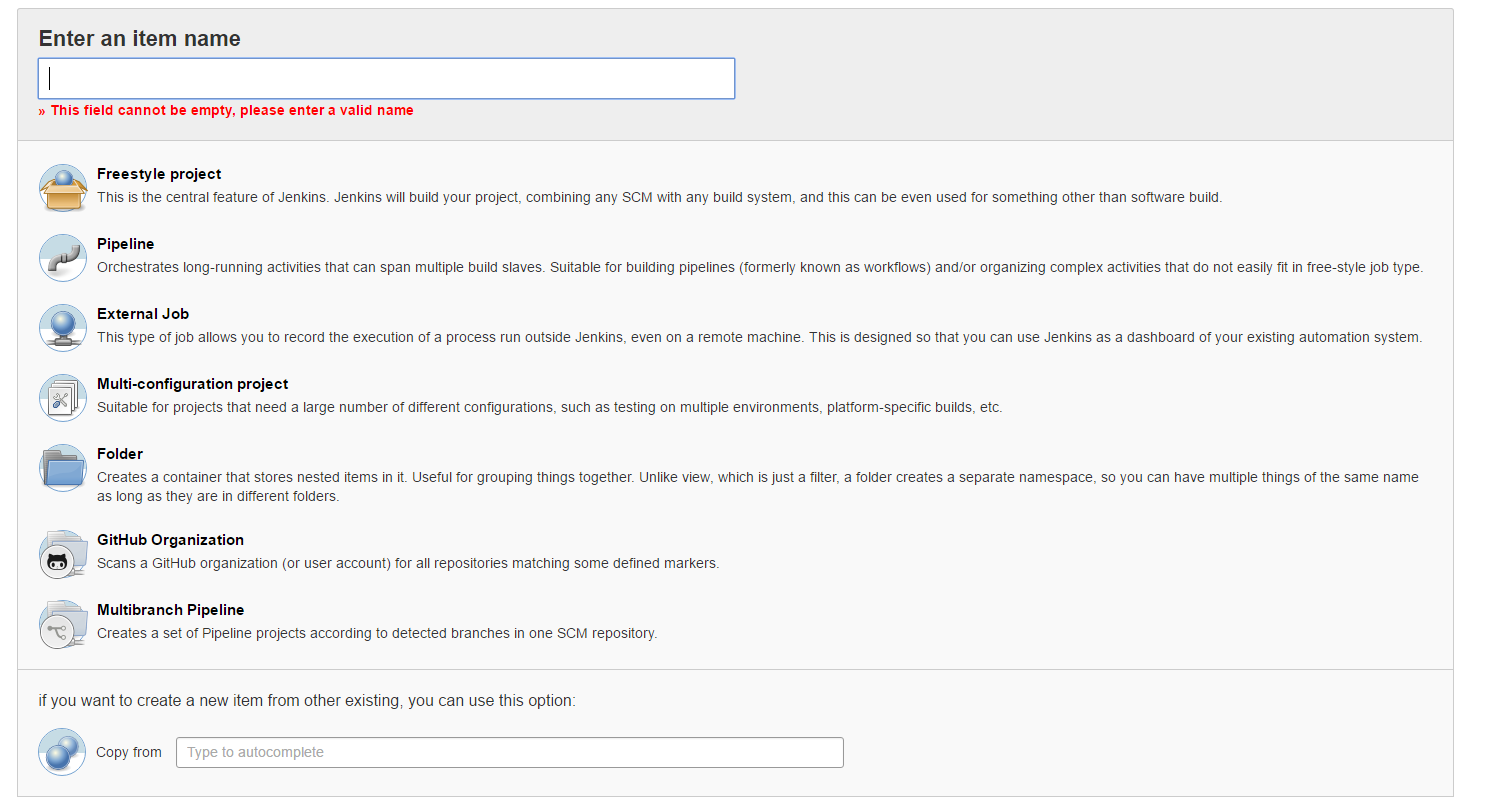 Enter an item name
» This field cannot be empty, please enter a valid name
Freestyle project
This is the central feature of Jenkins. Jenkins will build your project, combining any SCM with any build system, and this can be even used for something other than software build.
Pipeline
Orchestrates long-running activities that can span multiple build slaves. Suitable for building pipelines (formerly known as workflows) and/or organizing complex activities that do not easily fit in free-style job type.
External Job
This type of job allows you to record the execution of a process run outside Jenkins, even on a remote machine. This is designed so that you can use Jenkins as a dashboard of your existing automation system.
Multi-configuration project
Suitable for projects that need a large number of different configurations, such as testing on multiple environments, platform-specific builds, etc.
Folder
Creates a container that stores nested items in it. Useful for grouping things together. Unlike view, which is just a filter, a folder creates a separate namespace, so you can have multiple things of the same name
as long as they are in different folders.
GitHub Organization
Scans a GitHub organization (or user account) for all repositories matching some defined markers.
Multibranch Pipeline
Creates a set of Pipeline projects according to detected branches in one SCM repository.
if you want to create a new item from other existing, you can use this option:
Copy from Type to autocomplete